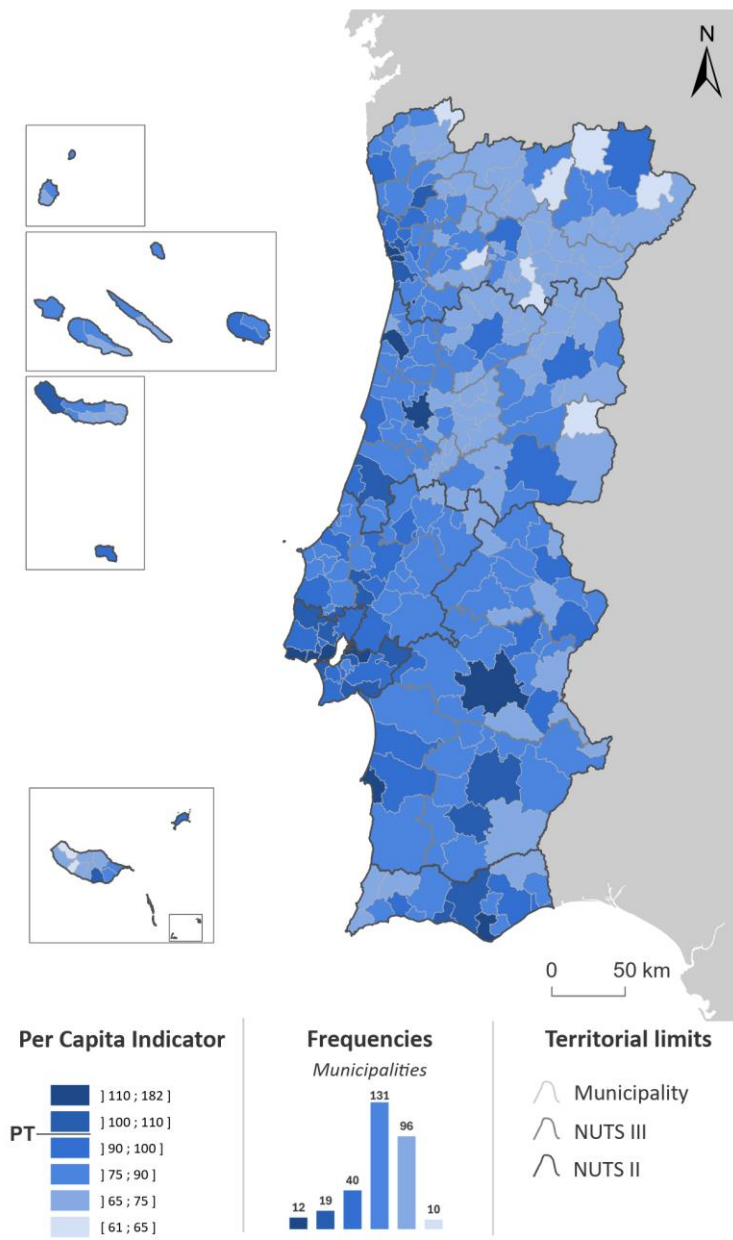 N
0 50 km
Per Capita Indicator
] 110 ; 182 ]
] 100 ; 110 ]
PT
] 90 ; 100 ]
] 75 ; 90 ]
] 65 ; 75 ]
[ 61 ; 65 ]
Frequencies
Municipalities
12 19 40 131 96 10
Territorial limits
Municipality
NUTS III
NUTS II